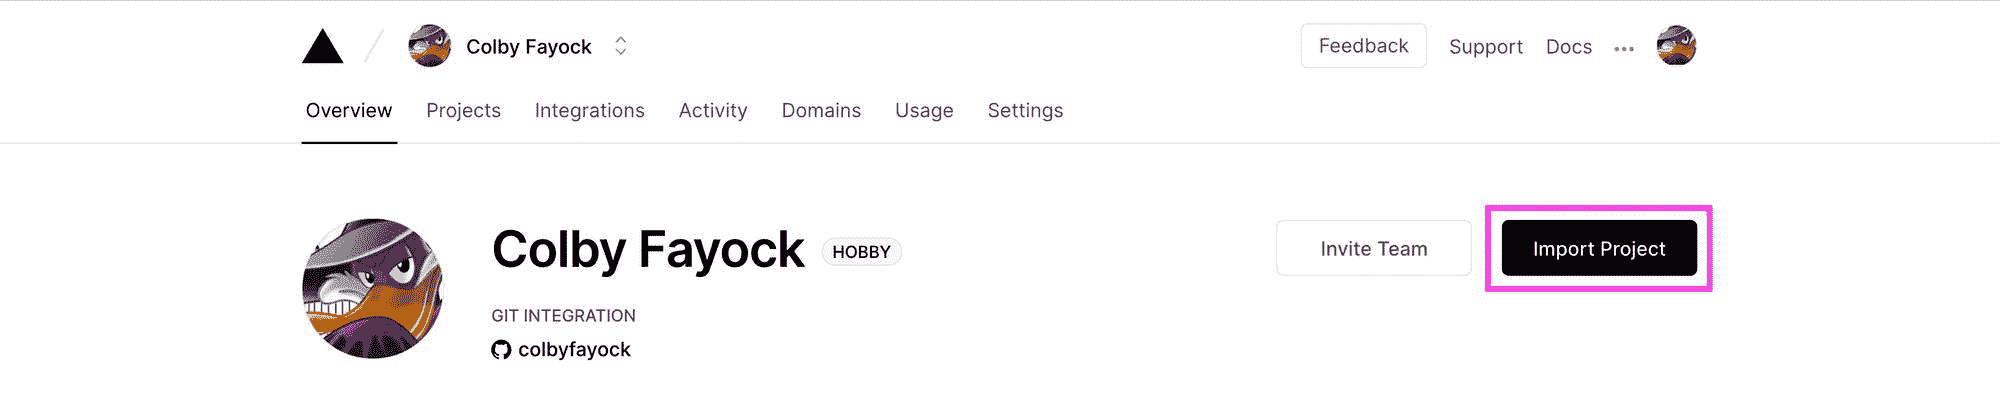 Colby Fayock
Feedback Support Docs
Overview Projects Integrations Activity Domains Usage Settings
Colby Fayock HOBBY
Invite Team Import Project
GIT INTEGRATION
colbyfayock